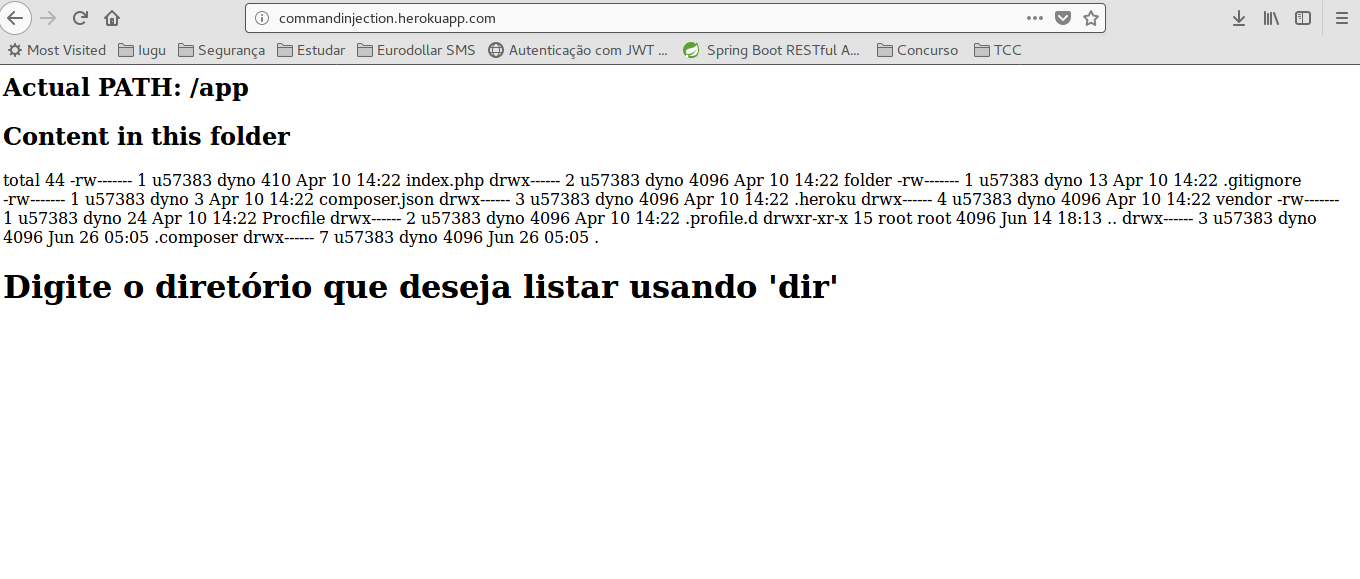 commandinjection.herokuapp.com
Most Visited Iugu Segurança Estudar Eurodollar SMS Autenticação com JWT ... Spring Boot RESTful A... Concurso TCC
Actual PATH: /app
Content in this folder
total 44 -rw------- 1 u57383 dyno 410 Apr 10 14:22 index.php drwx------ 2 u57383 dyno 4096 Apr 10 14:22 folder -rw------- 1 u57383 dyno 13 Apr 10 14:22 .gitignore
-rw------- 1 u57383 dyno 3 Apr 10 14:22 composer.json drwx------ 3 u57383 dyno 4096 Apr 10 14:22 .heroku drwx------ 4 u57383 dyno 4096 Apr 10 14:22 vendor -rw-------
1 u57383 dyno 24 Apr 10 14:22 Procfile drwx------ 2 u57383 dyno 4096 Apr 10 14:22 .profile.d drwxr-xr-x 15 root root 4096 Jun 14 18:13 .. drwx------ 3 u57383 dyno
4096 Jun 26 05:05 .composer drwx------ 7 u57383 dyno 4096 Jun 26 05:05 .
Digite o diretório que deseja listar usando 'dir'